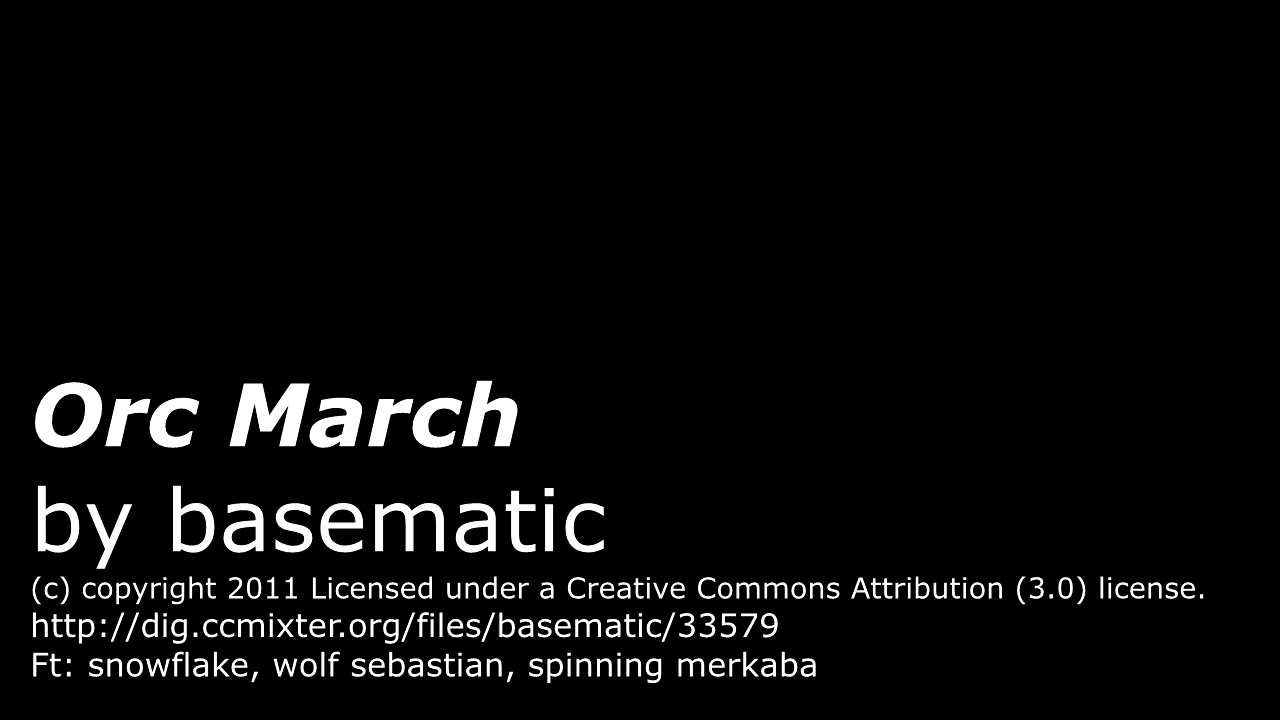 Orc March
by basematic
(c) copyright 2011 Licensed under a Creative Commons Attribution (3.0) license.
http://dig.ccmixter.org/files/basematic/33579
Ft: snowflake, wolf sebastian, spinning merkaba